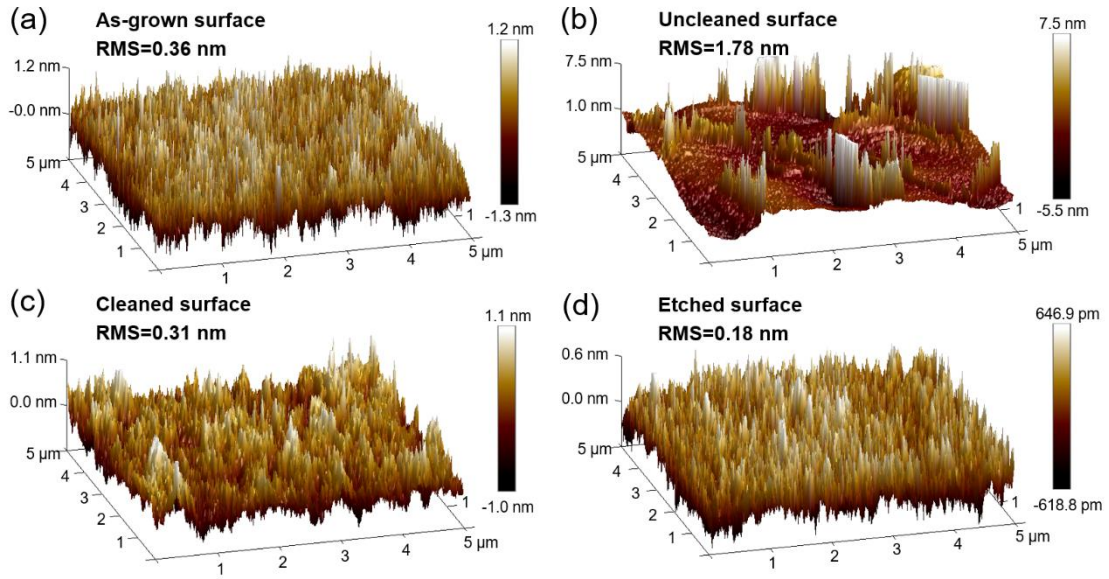 (a)
As-grown surface
RMS=0.36 nm
1.2 nm
1.2 nm
-0.0 nm
5 µm
4
3
2
1
-1.3 nm
1
2
3
4
5 µm
1
(b)
Uncleaned surface
RMS=1.78 nm
7.5 nm
7.5 nm
1.0 nm
5 µm
4
3
2
1
-5.5 nm
1
2
3
4
5 µm
1
(c)
Cleaned surface
RMS=0.31 nm
1.1 nm
1.1 nm
0.0 nm
5 µm
4
3
2
1
-1.0 nm
1
2
3
4
5 µm
1
(d)
Etched surface
RMS=0.18 nm
646.9 pm
0.6 nm
0.0 nm
5 µm
4
3
2
1
-618.8 pm
1
2
3
4
5 µm
1